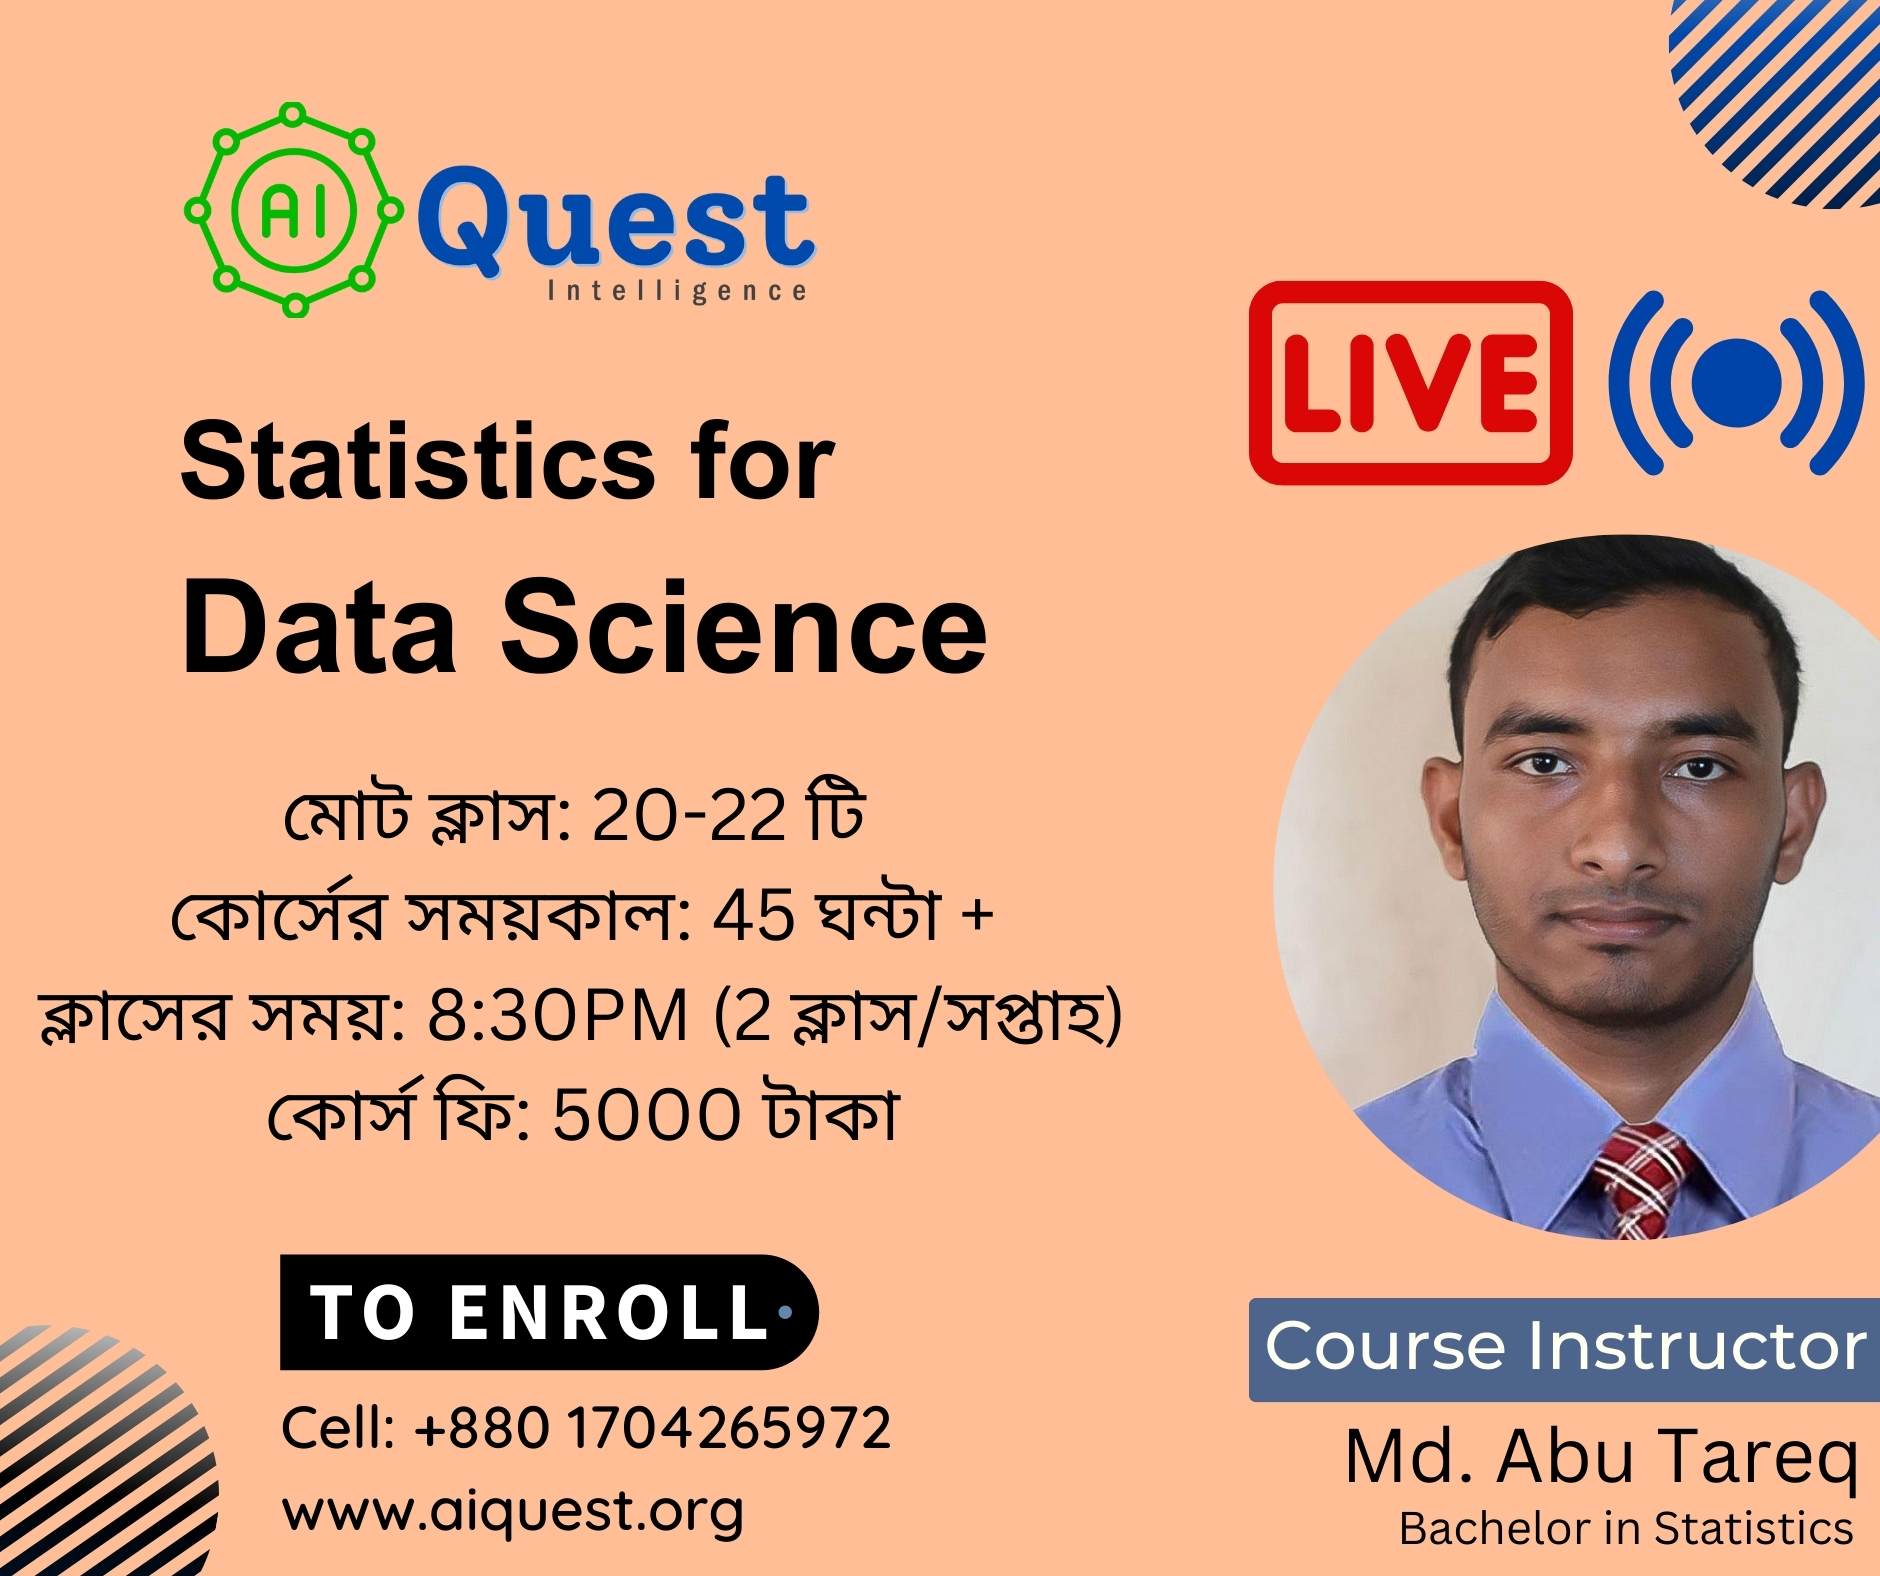 AI Quest
Intelligence
LIVE
Statistics for
Data Science
মোট ক্লাস: 20-22 টি
কোর্সের সময়কাল: 45 ঘন্টা +
ক্লাসের সময়: 8:30PM (2 ক্লাস/সপ্তাহ)
কোর্স ফি: 5000 টাকা
TO ENROLL
Cell: +880 1704265972
www.aiquest.org
Course Instructor
Md. Abu Tareq
Bachelor in Statistics